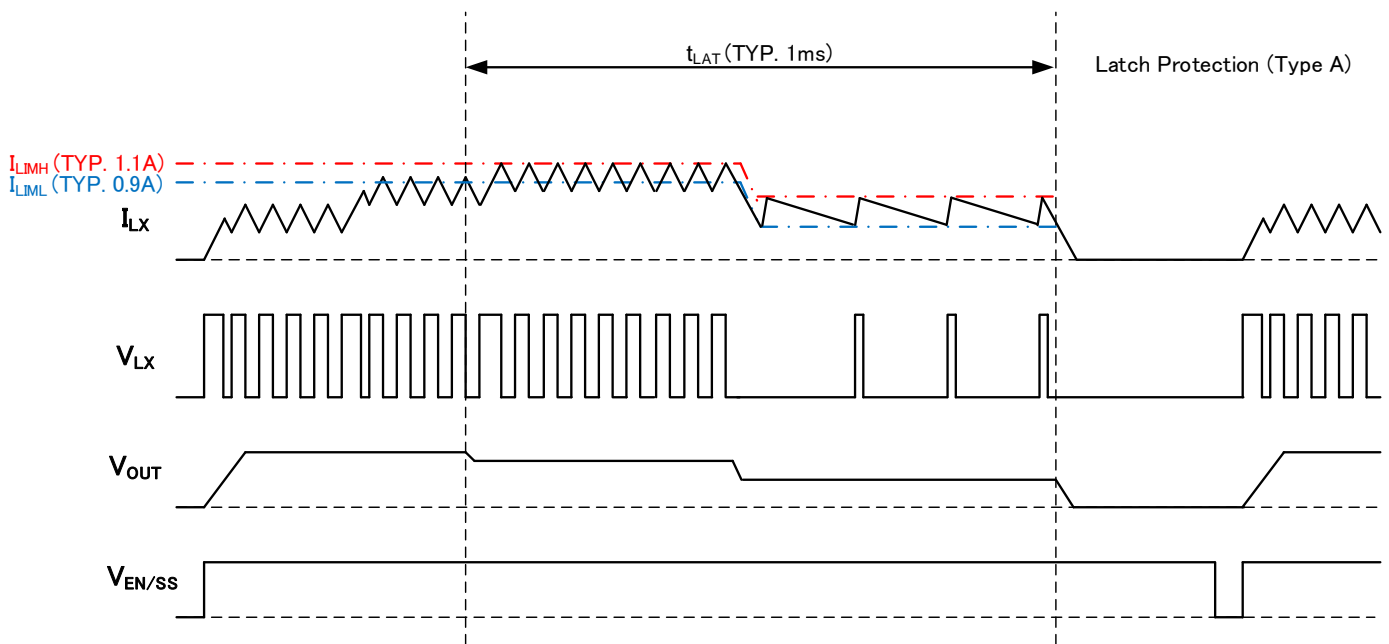 tLAT (TYP. 1ms)
Latch Protection (Type A)
ILIMH (TYP. 1.1A)
ILIML (TYP. 0.9A)
ILX
VLX
VOUT
VEN/SS